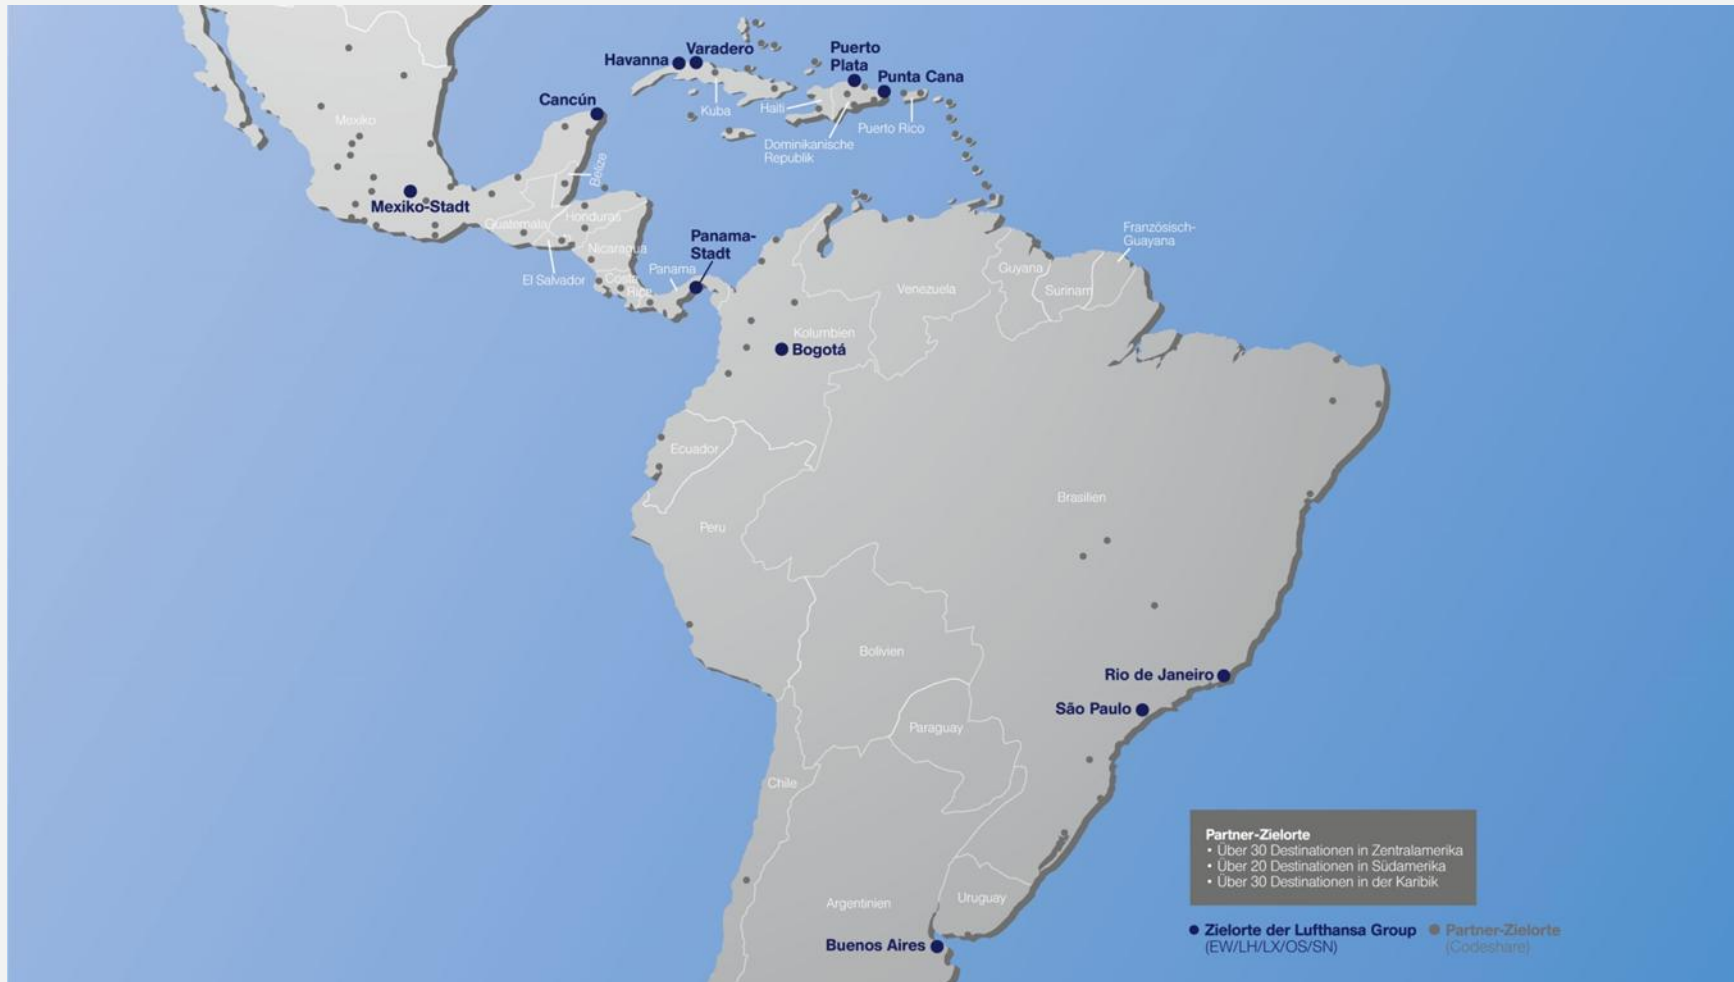 Havanna
Varadero
Puerto
Plata
Punta Cana
Cancún
Kuba
Haiti
Mexiko
Puerto Rico
Dominikanische
Republik
Belize
Mexiko-Stadt
Guatemala
Honduras
Französisch-
Guayana
Panama-
Stadt
Nicaragua
El Salvador
Panama
Costa
Rica
Guyana
Venezuela
Surinam
Kolumbien
Bogotá
Ecuador
Brasilien
Peru
Bolivien
Rio de Janeiro
São Paulo
Paraguay
Chile
Argentinien
Uruguay
Buenos Aires
Partner-Zielorte
• Über 30 Destinationen in Zentralamerika
• Über 20 Destinationen in Südamerika
• Über 30 Destinationen in der Karibik
Zielorte der Lufthansa Group
(EW/LH/LX/OS/SN)
Partner-Zielorte
(Codeshare)